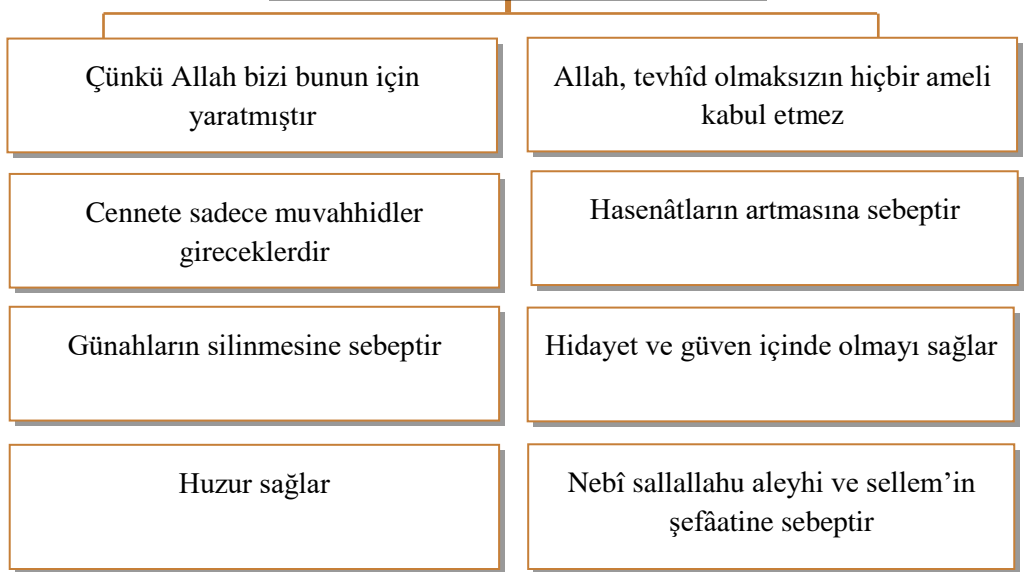 Çünkü Allah bizi bunun için
yaratmıştır
Allah, tevhîd olmaksızın hiçbir ameli
kabul etmez
Cennete sadece muvahhidler
gireceklerdir
Hasenâtların artmasına sebeptir
Günahların silinmesine sebeptir
Hidayet ve güven içinde olmayı sağlar
Huzur sağlar
Nebî sallallahu aleyhi ve sellem’in
şefâatine sebeptir